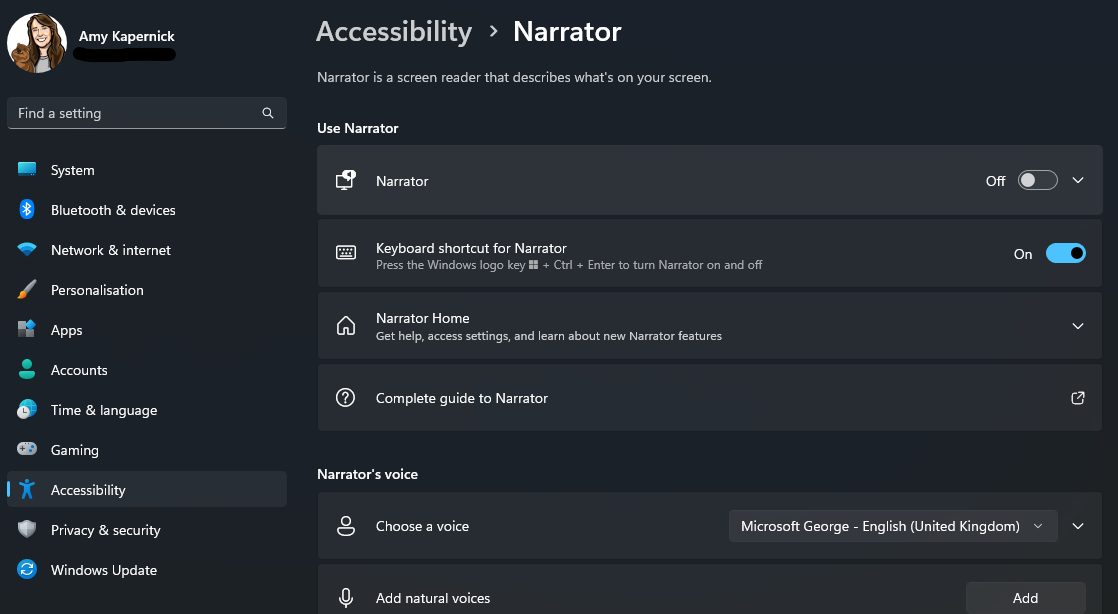 Amy Kapernick
Find a setting
System
Bluetooth & devices
Network & internet
Personalisation
Apps
Accounts
Time & language
Gaming
Accessibility
Privacy & security
Windows Update
Accessibility > Narrator
Narrator is a screen reader that describes what's on your screen.
Use Narrator
Narrator Off
Keyboard shortcut for Narrator
Press the Windows logo key + Ctrl + Enter to turn Narrator on and off
On
Narrator Home
Get help, access settings, and learn about new Narrator features
Complete guide to Narrator
Narrator's voice
Choose a voice Microsoft George - English (United Kingdom)
Add natural voices Add